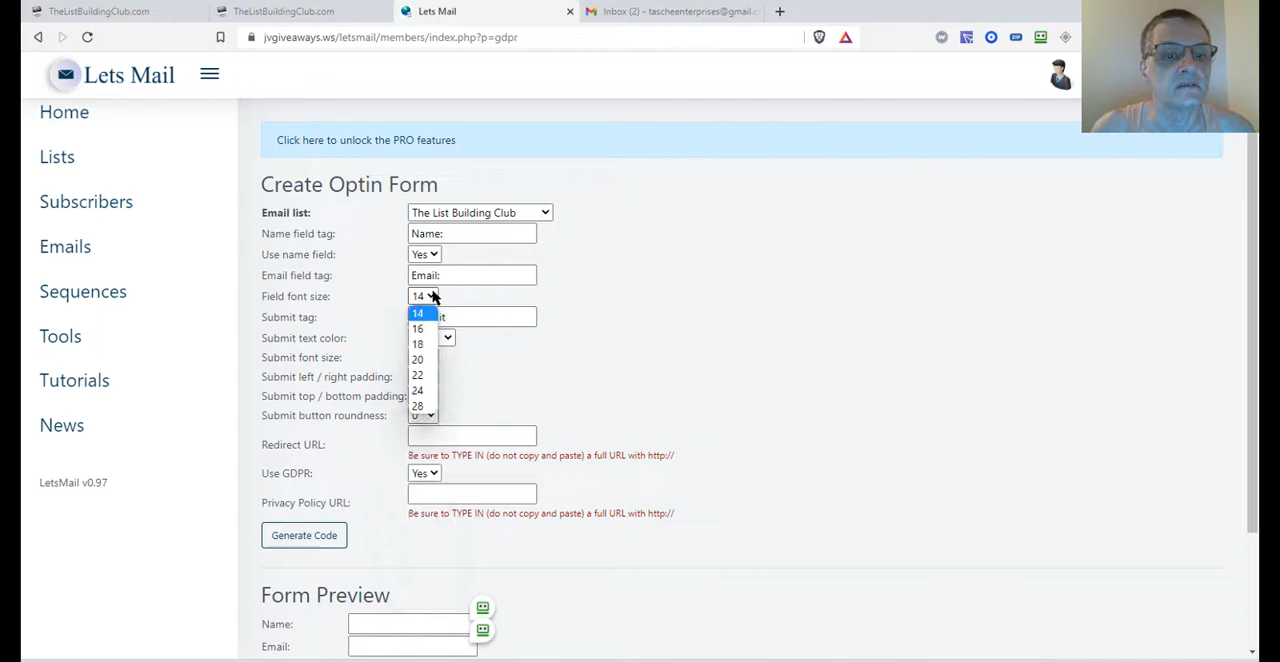 TheListBuildingClub.com
TheListBuildingClub.com
Lets Mail
Inbox (2) - tascheenterprises@gmail.c
jvgiveaways.ws/letsmail/members/index.php?p=gdpr
Lets Mail
Home
Lists
Subscribers
Emails
Sequences
Tools
Tutorials
News
LetsMail v0.97
Click here to unlock the PRO features
Create Optin Form
Email list: The List Building Club
Name field tag: Name:
Use name field: Yes
Email field tag: Email:
Field font size: 14
14
16
18
20
22
24
28
Submit tag: it
Submit text color:
Submit font size:
Submit left / right padding:
Submit top / bottom padding:
Submit button roundness: 0
Redirect URL:
Be sure to TYPE IN (do not copy and paste) a full URL with http://
Use GDPR: Yes
Privacy Policy URL:
Be sure to TYPE IN (do not copy and paste) a full URL with http://
Generate Code
Form Preview
Name:
Email: